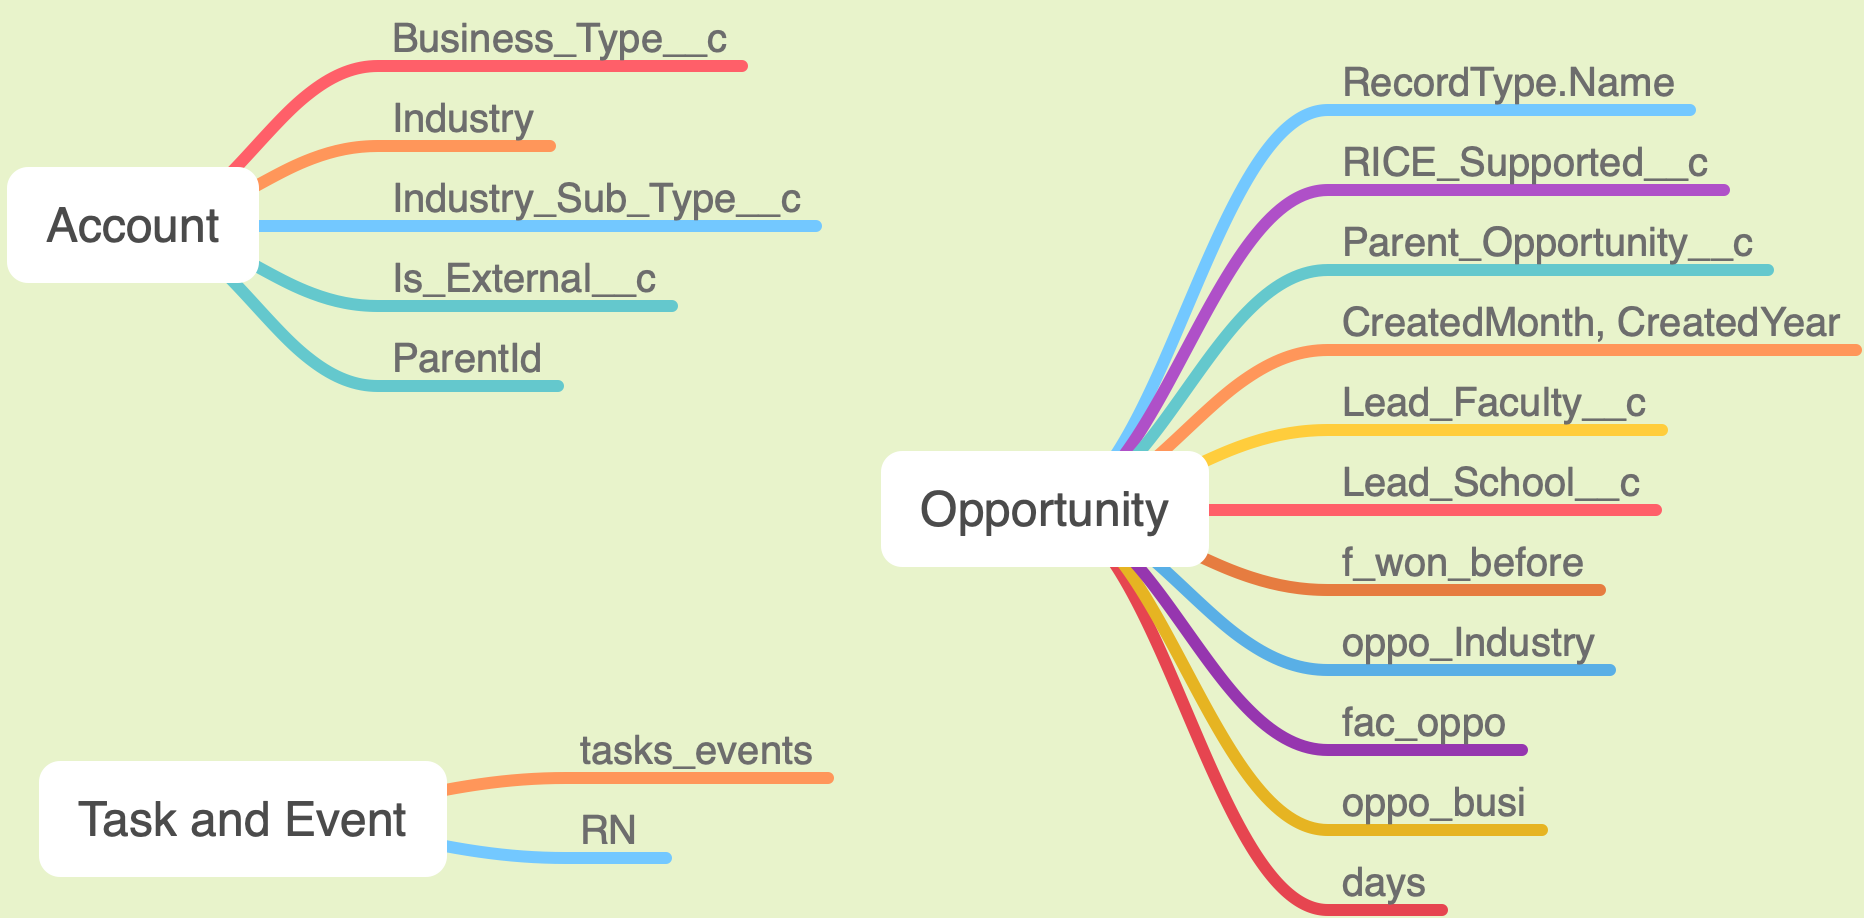 Account
Business_Type__c
Industry
Industry_Sub_Type__c
Is_External__c
ParentId
Opportunity
RecordType.Name
RICE_Supported__c
Parent_Opportunity__c
CreatedMonth, CreatedYear
Lead_Faculty__c
Lead_School__c
f_won_before
oppo_Industry
fac_oppo
oppo_busi
days
Task and Event
tasks_events
RN